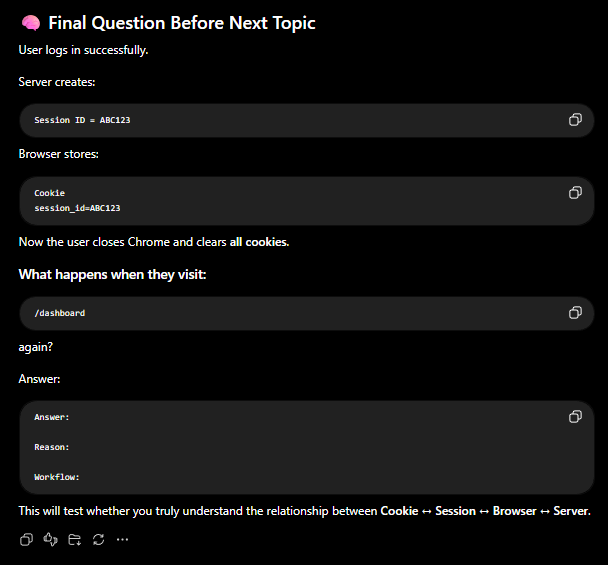 🧠 Final Question Before Next Topic
User logs in successfully.
Server creates:
Session ID = ABC123
Browser stores:
Cookie
session_id=ABC123
Now the user closes Chrome and clears all cookies.
What happens when they visit:
/dashboard
again?
Answer:
Answer:
Reason:
Workflow:
This will test whether you truly understand the relationship between Cookie ↔ Session ↔ Browser ↔ Server.